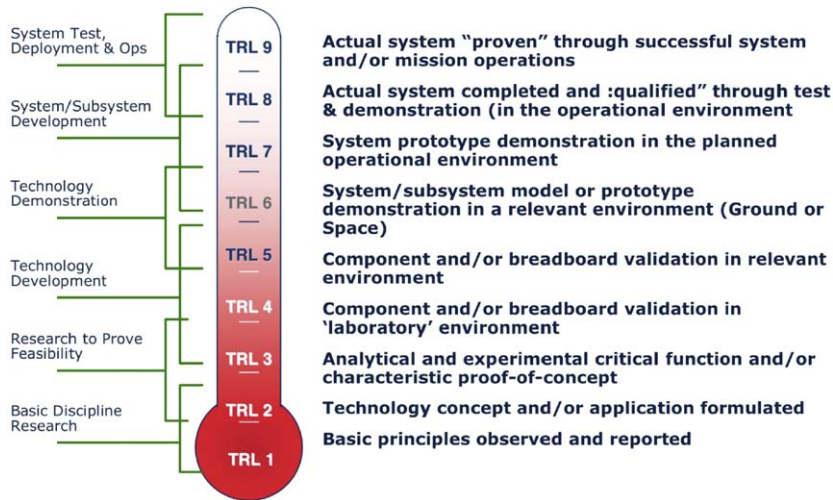 System Test,
Deployment & Ops
System/Subsystem
Development
Technology
Demonstration
Technology
Development
Research to Prove
Feasibility
Basic Discipline
Research
TRL 9
TRL 8
TRL 7
TRL 6
TRL 5
TRL 4
TRL 3
TRL 2
TRL 1
Actual system “proven” through successful system
and/or mission operations
Actual system completed and :qualified” through test
& demonstration (in the operational environment
System prototype demonstration in the planned
operational environment
System/subsystem model or prototype
demonstration in a relevant environment (Ground or
Space)
Component and/or breadboard validation in relevant
environment
Component and/or breadboard validation in
‘laboratory’ environment
Analytical and experimental critical function and/or
characteristic proof-of-concept
Technology concept and/or application formulated
Basic principles observed and reported